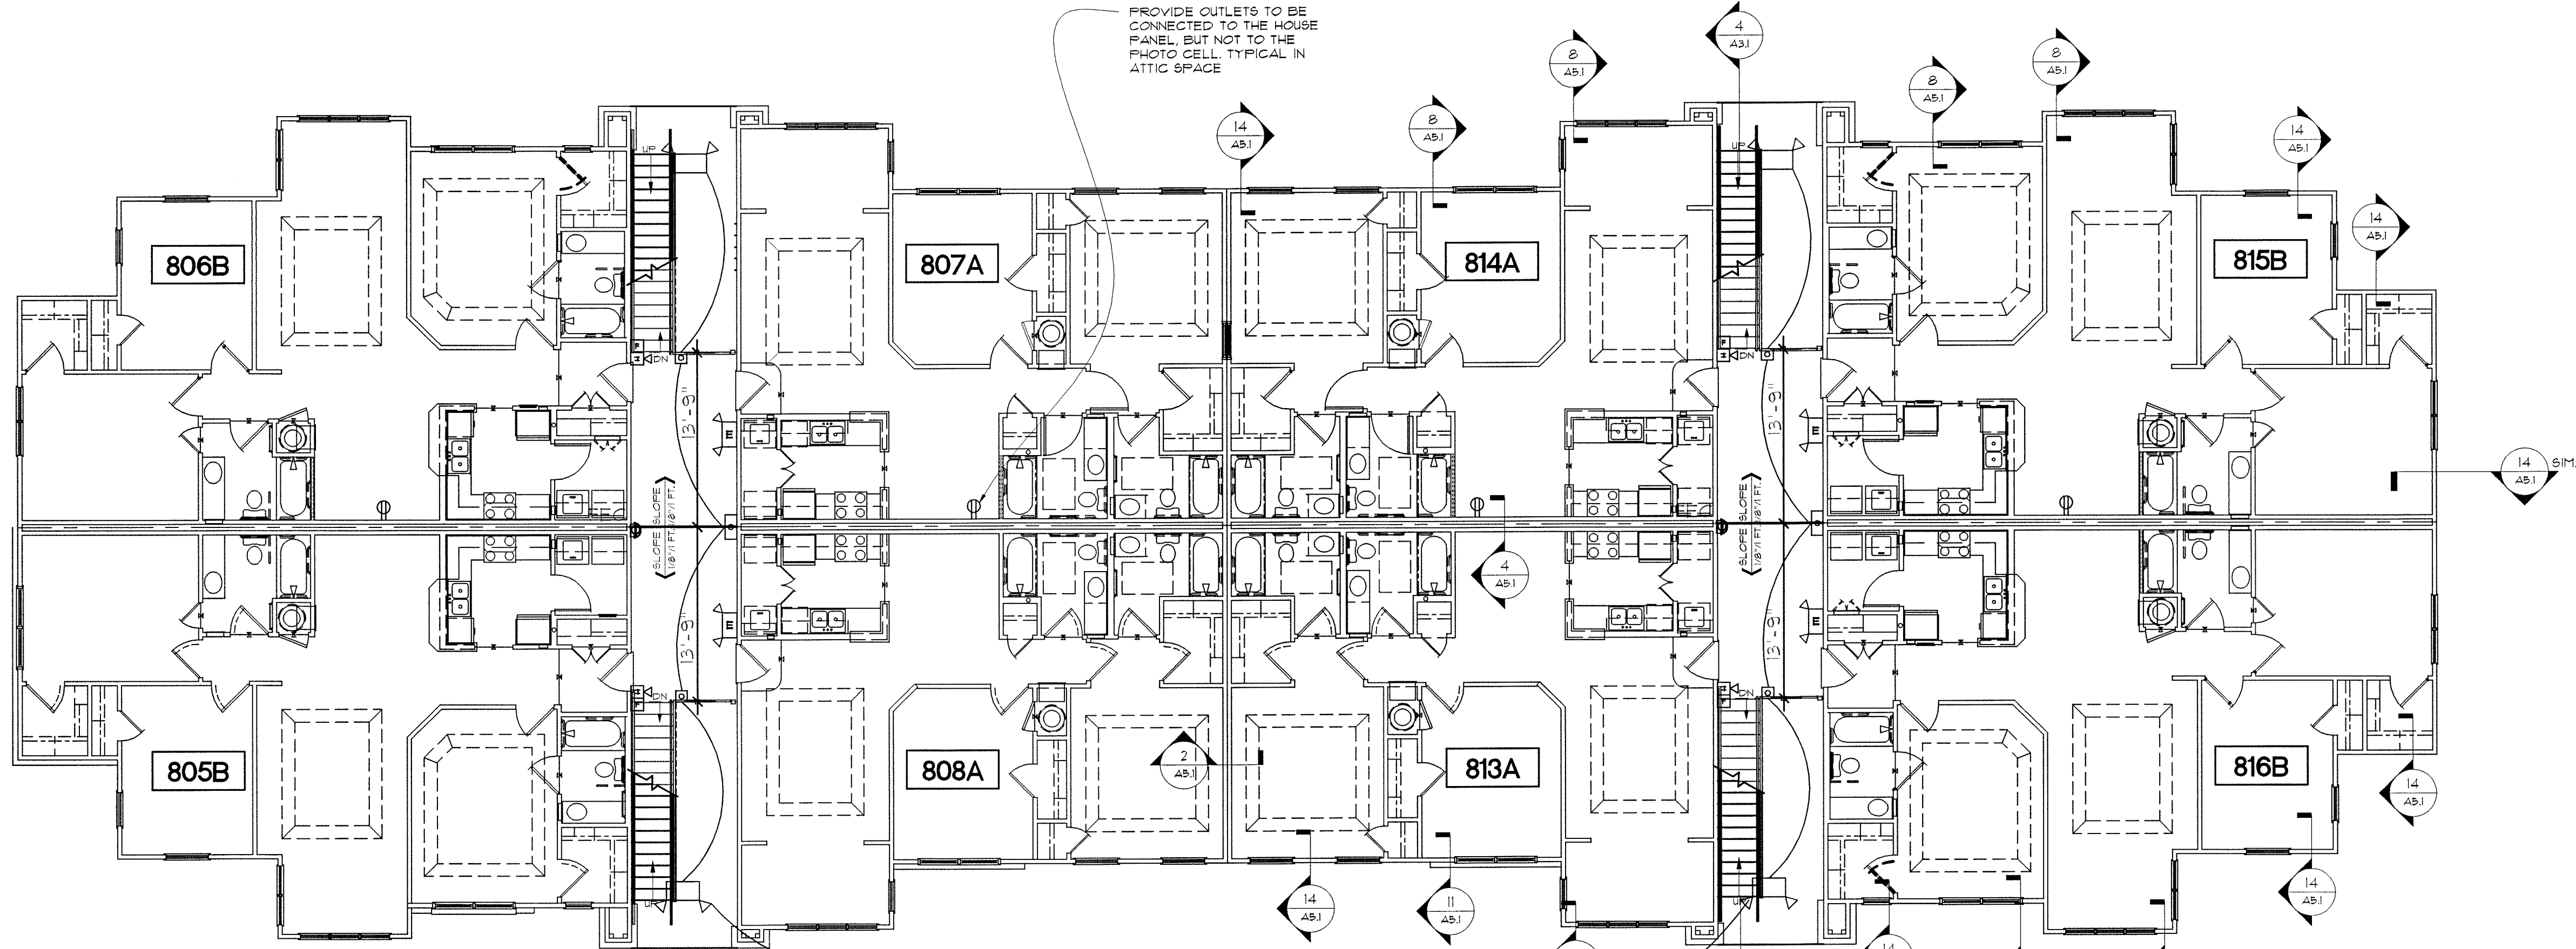 PROVIDE OUTLETS TO BE
CONNECTED TO THE HOUSE
PANEL, BUT NOT TO THE
PHOTO CELL. TYPICAL IN
ATTIC SPACE
4
A3.1
8
A5.1
8
A5.1
8
A5.1
14
A5.1
8
A5.1
14
A5.1
14
A5.1
UP
UP
806B
807A
814A
815B
F
H
DN
F
H
DN
13'-9"
13'-9"
E
E
14
A5.1
SIM.
SLOPE SLOPE
1/8"/1 FT. 1/8"/1 FT.
SLOPE SLOPE
1/8"/1 FT. 1/8"/1 FT.
4
A5.1
E
E
13'-9"
13'-9"
H
F
DN
H
F
DN
805B
808A
2
A5.1
813A
816B
14
A5.1
UP
UP
14
A5.1
11
A5.1
14
A5.1
14